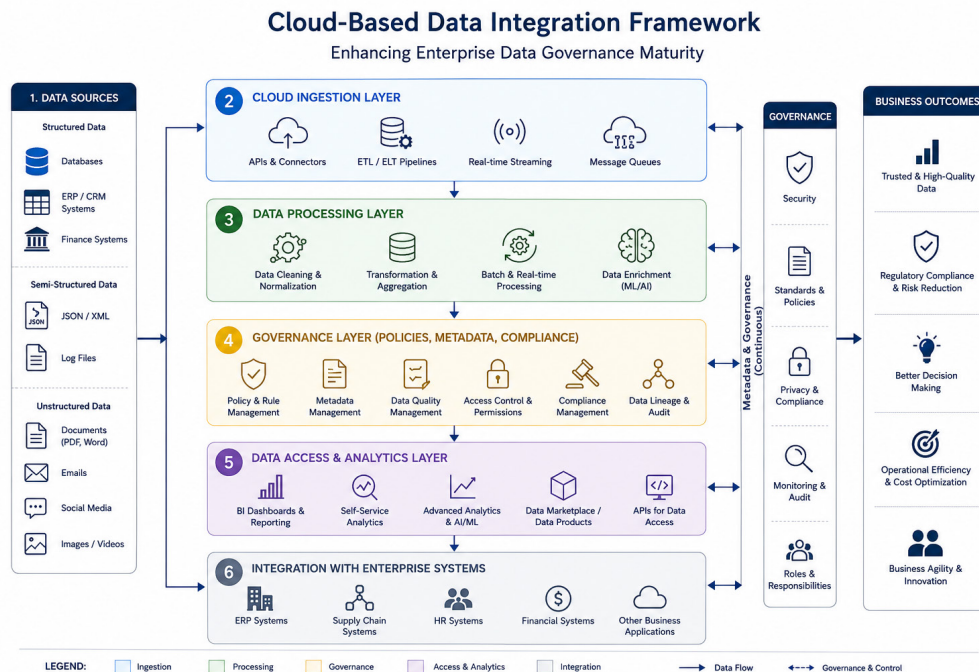 Cloud-Based Data Integration Framework
Enhancing Enterprise Data Governance Maturity
1. DATA SOURCES
Structured Data
Databases
ERP / CRM
Systems
Finance Systems
Semi-Structured Data
JSON
JSON / XML
Log Files
Unstructured Data
Documents
(PDF, Word)
Emails
Social Media
Images / Videos
2 CLOUD INGESTION LAYER
APIs & Connectors
ETL / ELT Pipelines
Real-time Streaming
Message Queues
3 DATA PROCESSING LAYER
Data Cleaning &
Normalization
Transformation &
Aggregation
Batch & Real-time
Processing
Data Enrichment
(ML/AI)
4 GOVERNANCE LAYER (POLICIES, METADATA, COMPLIANCE)
Policy & Rule
Management
Metadata
Management
Data Quality
Management
Access Control &
Permissions
Compliance
Management
Data Lineage &
Audit
5 DATA ACCESS & ANALYTICS LAYER
BI Dashboards &
Reporting
Self-Service
Analytics
Advanced Analytics
& AI/ML
Data Marketplace /
Data Products
</>
APIs for Data
Access
6 INTEGRATION WITH ENTERPRISE SYSTEMS
ERP Systems
Supply Chain
Systems
HR Systems
$
Financial Systems
Other Business
Applications
Metadata & Governance
(Continuous)
GOVERNANCE
Security
Standards &
Policies
Privacy &
Compliance
Monitoring &
Audit
Roles &
Responsibilities
BUSINESS OUTCOMES
Trusted & High-Quality
Data
Regulatory Compliance
& Risk Reduction
Better Decision
Making
Operational Efficiency
& Cost Optimization
Business Agility &
Innovation
LEGEND:
Ingestion
Processing
Governance
Access & Analytics
Integration
Data Flow
Governance & Control